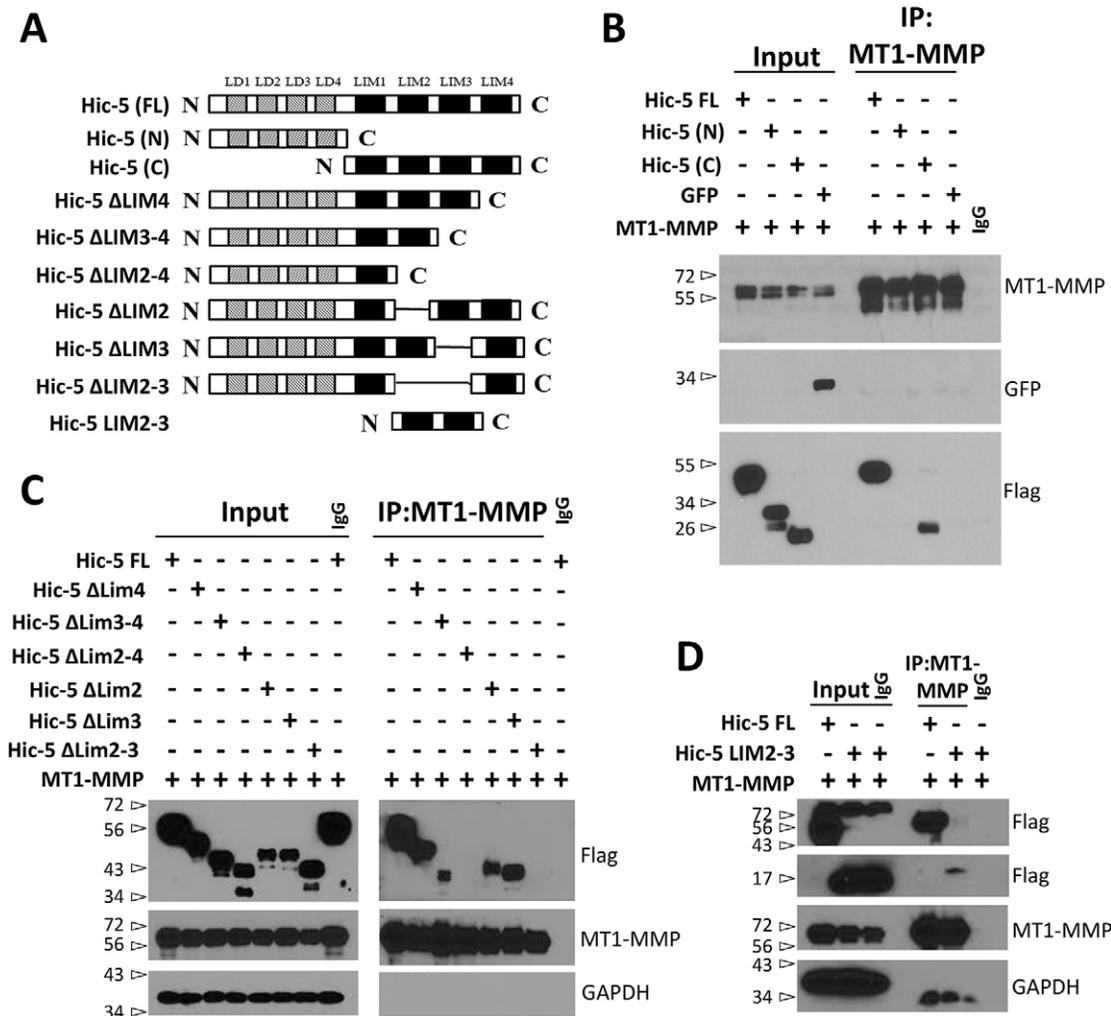 A
LD1 LD2 LD3 LD4 LIM1 LIM2 LIM3 LIM4
Hic-5 (FL) N C
Hic-5 (N) N C
Hic-5 (C) N C
Hic-5 ΔLIM4 N C
Hic-5 ΔLIM3-4 N C
Hic-5 ΔLIM2-4 N C
Hic-5 ΔLIM2 N C
Hic-5 ΔLIM3 N C
Hic-5 ΔLIM2-3 N C
Hic-5 LIM2-3 N C
B
IP:
Input MT1-MMP
Hic-5 FL + - - - + - - -
Hic-5 (N) - + - - - + - -
Hic-5 (C) - - + - - - + -
GFP - - - + - - - + IgG
MT1-MMP + + + + + + + +
72
55
MT1-MMP
34
GFP
55
34
26
Flag
C
Input IgG IP:MT1-MMP IgG
Hic-5 FL + - - - - - - + + - - - - - - +
Hic-5 ΔLim4 - + - - - - - - - + - - - - - -
Hic-5 ΔLim3-4 - - + - - - - - - - + - - - - -
Hic-5 ΔLim2-4 - - - + - - - - - - - + - - - -
Hic-5 ΔLim2 - - - - + - - - - - - - + - - -
Hic-5 ΔLim3 - - - - - + - - - - - - - + - -
Hic-5 ΔLim2-3 - - - - - - + - - - - - - - + -
MT1-MMP + + + + + + + + + + + + + + + +
72
56
43
34
Flag
72
56
MT1-MMP
43
34
GAPDH
D
IP:MT1-
Input IgG MMP IgG
Hic-5 FL + - - + - -
Hic-5 LIM2-3 - + + - + +
MT1-MMP + + + + + +
72
56
43
Flag
17
Flag
72
56
MT1-MMP
43
34
GAPDH